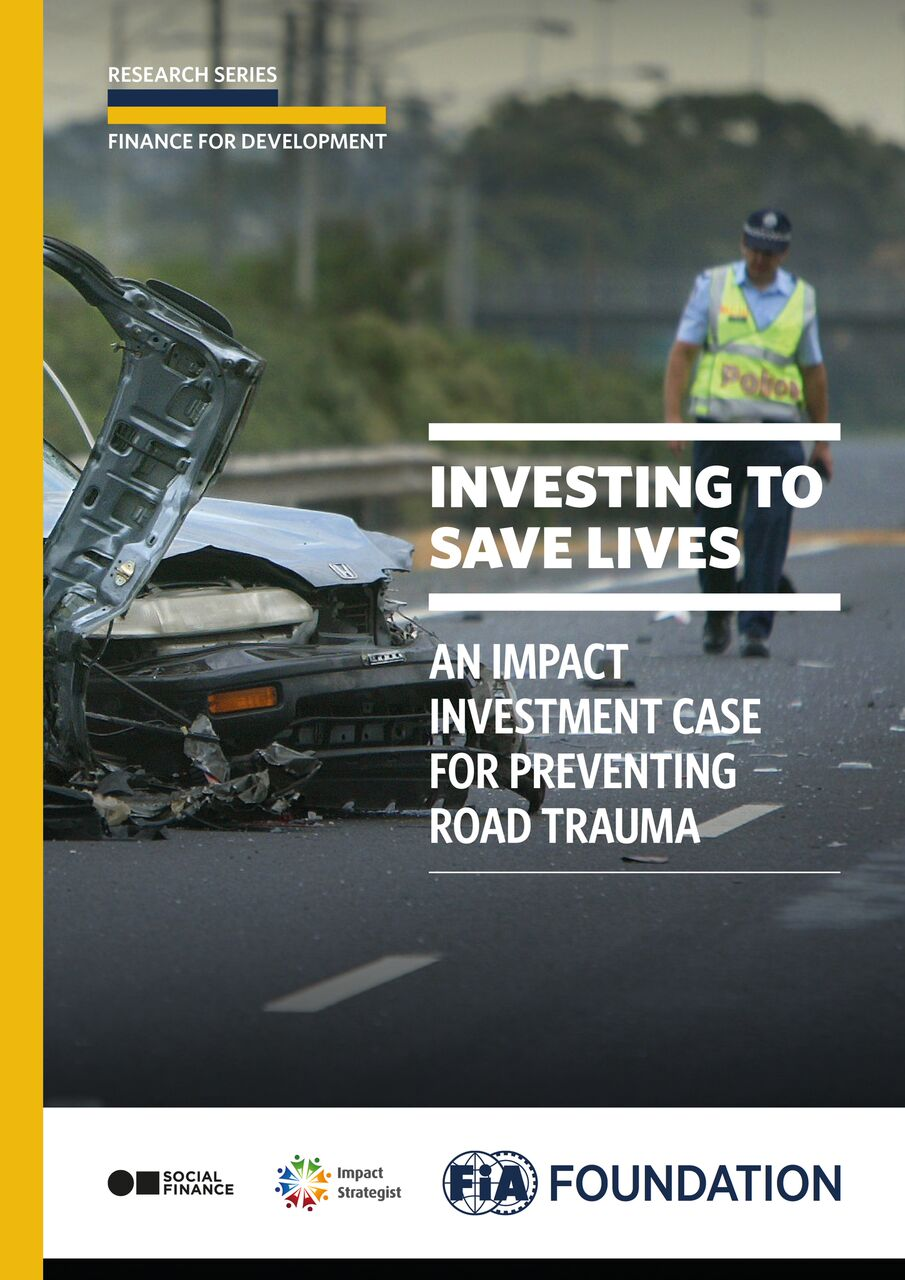 RESEARCH SERIES
FINANCE FOR DEVELOPMENT
Police
INVESTING TO
SAVE LIVES
AN IMPACT
INVESTMENT CASE
FOR PREVENTING
ROAD TRAUMA
SOCIAL
FINANCE
Impact
Strategist
FiA FOUNDATION